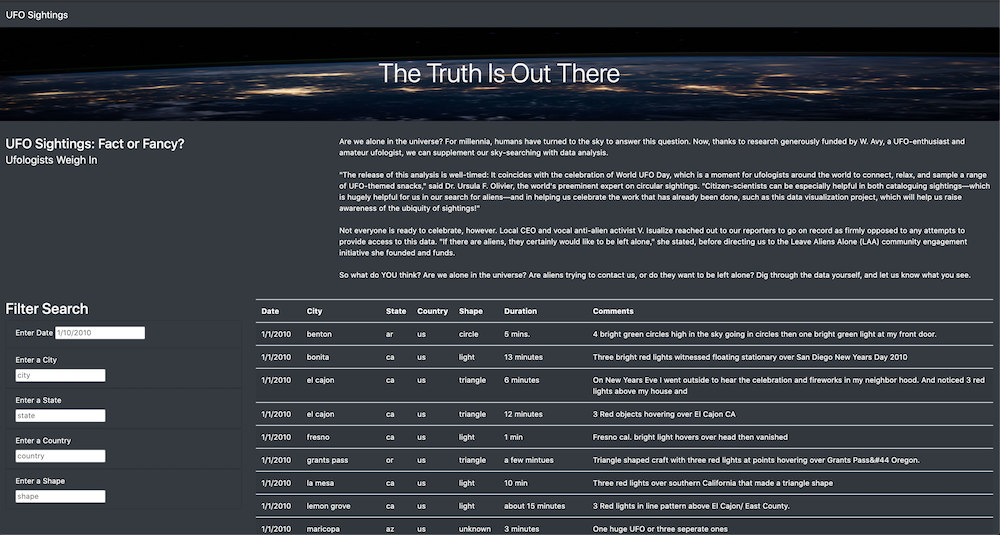 UFO Sightings
The Truth Is Out There
UFO Sightings: Fact or Fancy?
Ufologists Weigh In
Are we alone in the universe? For millennia, humans have turned to the sky to answer this question. Now, thanks to research generously funded by W. Avy, a UFO-enthusiast and
amateur ufologist, we can supplement our sky-searching with data analysis.
"The release of this analysis is well-timed: It coincides with the celebration of World UFO Day, which is a moment for ufologists around the world to connect, relax, and sample a range
of UFO-themed snacks," said Dr. Ursula F. Olivier, the world's preeminent expert on circular sightings. "Citizen-scientists can be especially helpful in both cataloguing sightings—which
is hugely helpful for us in our search for aliens—and in helping us celebrate the work that has already been done, such as this data visualization project, which will help us raise
awareness of the ubiquity of sightings!"
Not everyone is ready to celebrate, however. Local CEO and vocal anti-alien activist V. Isualize reached out to our reporters to go on record as firmly opposed to any attempts to
provide access to this data. "If there are aliens, they certainly would like to be left alone," she stated, before directing us to the Leave Aliens Alone (LAA) community engagement
initiative she founded and funds.
So what do YOU think? Are we alone in the universe? Are aliens trying to contact us, or do they want to be left alone? Dig through the data yourself, and let us know what you see.
Filter Search
Enter Date 1/10/2010
Enter a City
city
Enter a State
state
Enter a Country
country
Enter a Shape
shape
Date City State Country Shape Duration Comments
1/1/2010 benton ar us circle 5 mins. 4 bright green circles high in the sky going in circles then one bright green light at my front door.
1/1/2010 bonita ca us light 13 minutes Three bright red lights witnessed floating stationary over San Diego New Years Day 2010
1/1/2010 el cajon ca us triangle 6 minutes On New Years Eve I went outside to hear the celebration and fireworks in my neighbor hood. And noticed 3 red
lights above my house and
1/1/2010 el cajon ca us triangle 12 minutes 3 Red objects hovering over El Cajon CA
1/1/2010 fresno ca us light 1 min Fresno cal. bright light hovers over head then vanished
1/1/2010 grants pass or us triangle a few mintues Triangle shaped craft with three red lights at points hovering over Grants Pass&#44 Oregon.
1/1/2010 la mesa ca us light 10 min Three red lights over southern California that made a triangle shape
1/1/2010 lemon grove ca us light about 15 minutes 3 Red lights in line pattern above El Cajon/ East County.
1/1/2010 maricopa az us unknown 3 minutes One huge UFO or three seperate ones